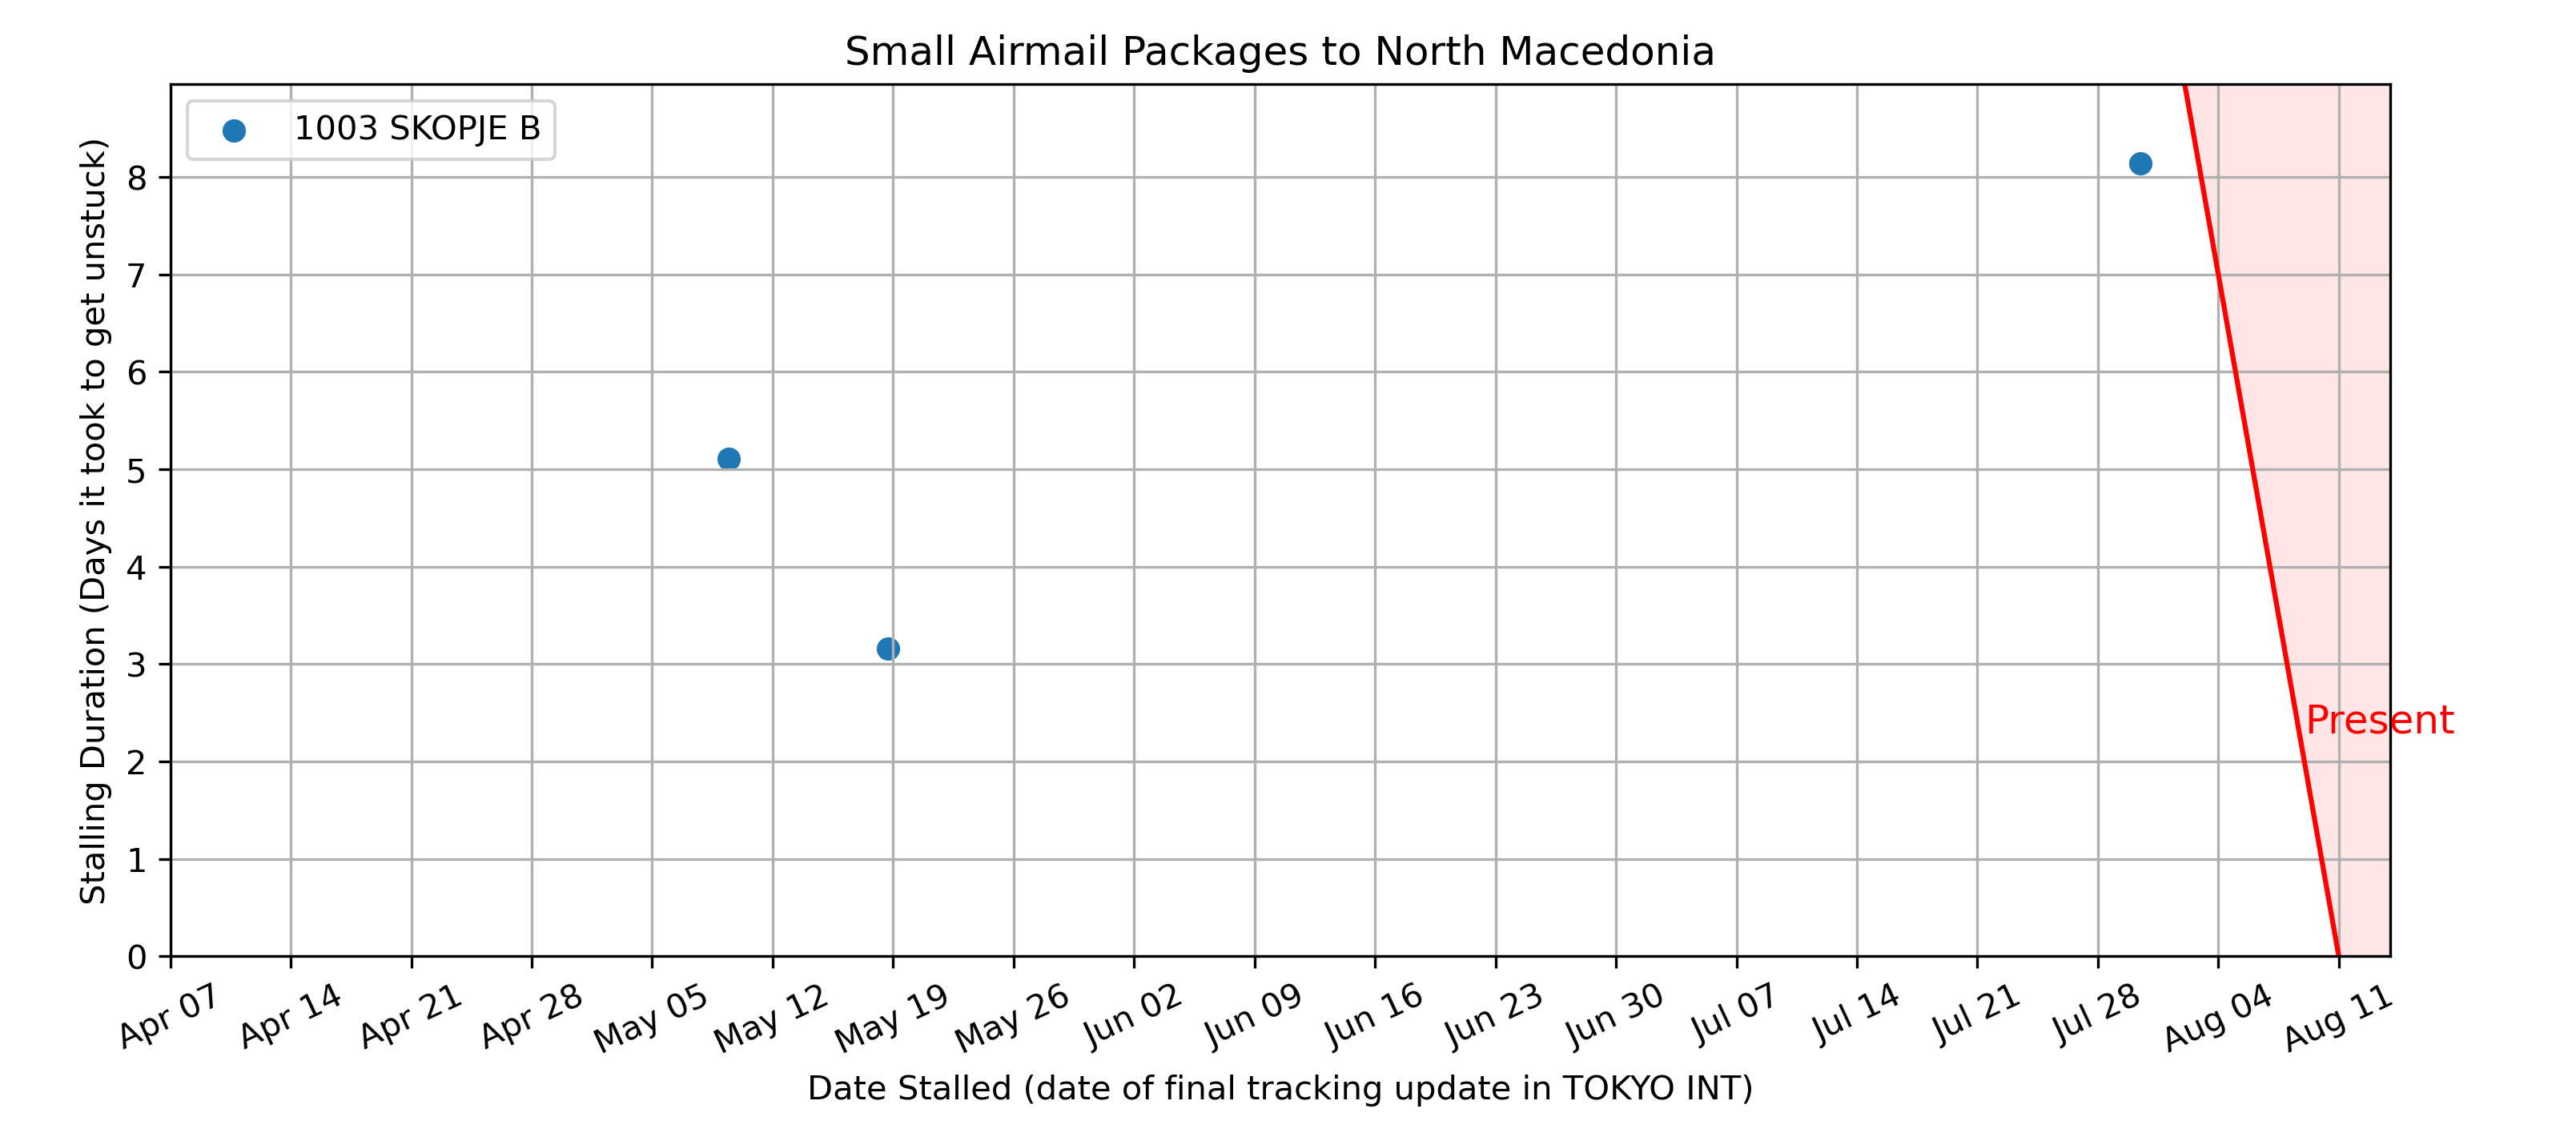 Small Airmail Packages to North Macedonia
1003 SKOPJE B
Stalling Duration (Days it took to get unstuck)
8
7
6
5
4
3
2
1
0
Present
Apr 07
Apr 14
Apr 21
Apr 28
May 05
May 12
May 19
May 26
Jun 02
Jun 09
Jun 16
Jun 23
Jun 30
Jul 07
Jul 14
Jul 21
Jul 28
Aug 04
Aug 11
Date Stalled (date of final tracking update in TOKYO INT)